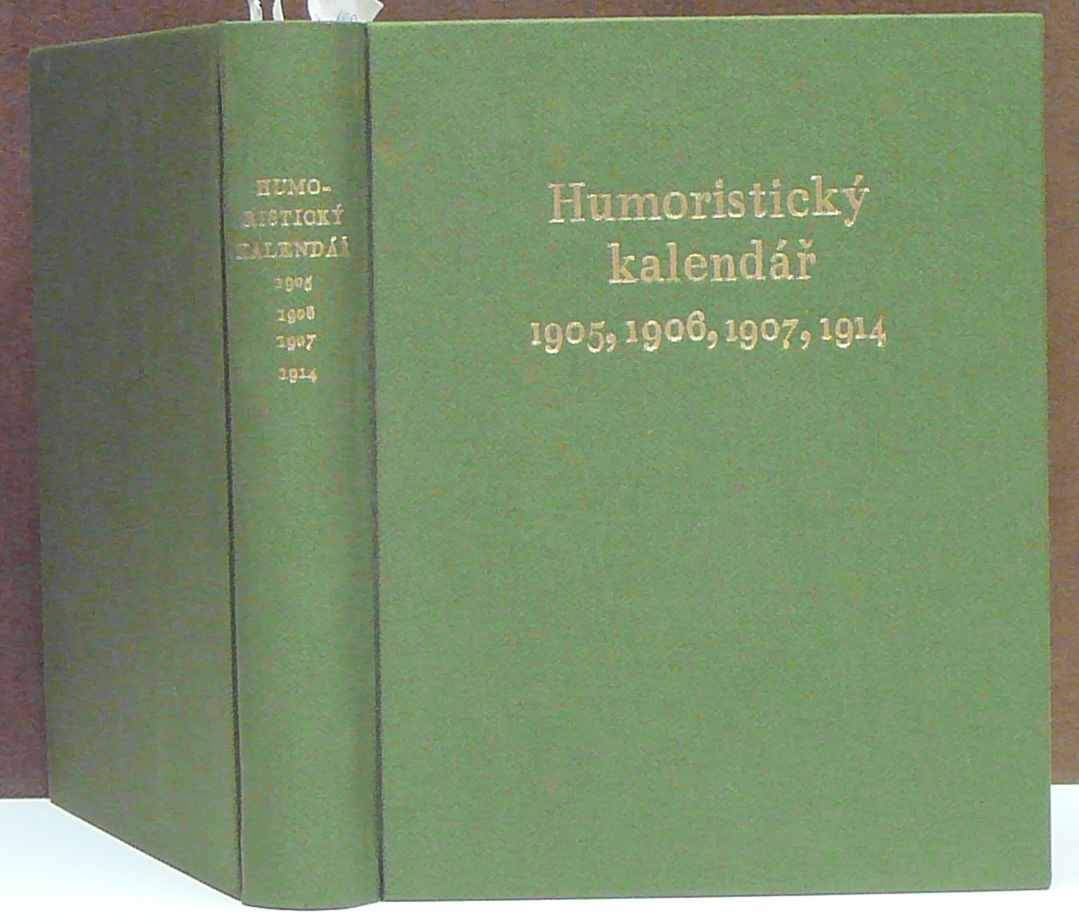 HUMO-
RISTICKÝ
KALENDÁŘ
1905
1906
1907
1914
Humoristický
kalendář
1905, 1906, 1907, 1914